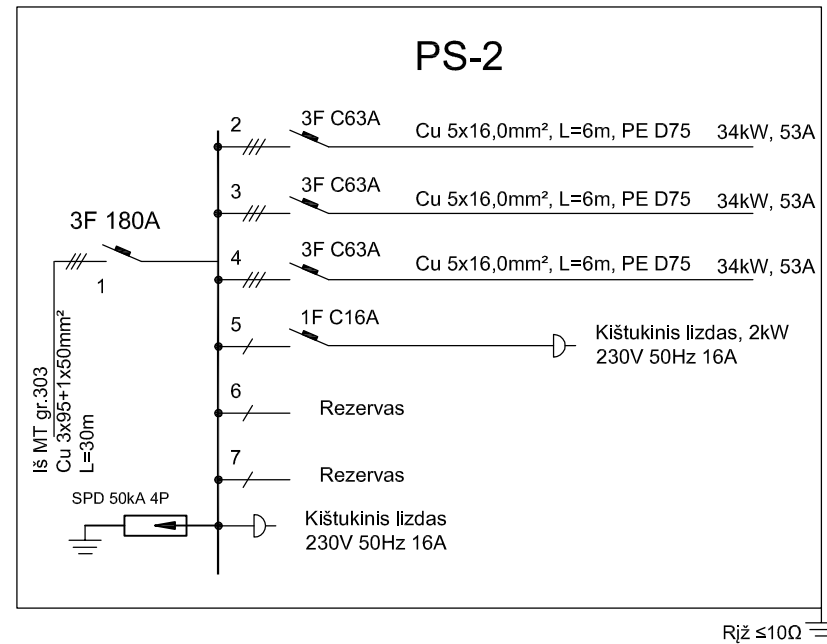 PS-2
2
3F C63A
Cu 5x16,0mm², L=6m, PE D75
34kW, 53A
3
3F C63A
Cu 5x16,0mm², L=6m, PE D75
34kW, 53A
3F 180A
1
4
3F C63A
Cu 5x16,0mm², L=6m, PE D75
34kW, 53A
5
1F C16A
Kištukinis lizdas, 2kW
230V 50Hz 16A
Iš MT gr.303
Cu 3x95+1x50mm²
L=30m
6
Rezervas
7
Rezervas
SPD 50kA 4P
Kištukinis lizdas
230V 50Hz 16A
Rįž ≤10Ω